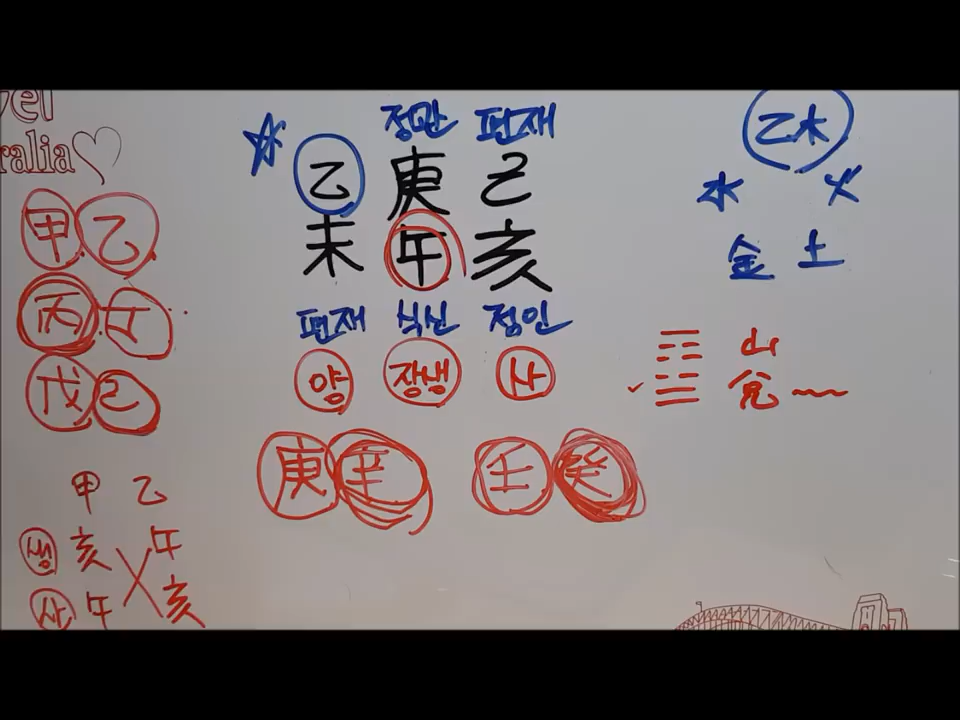 정관 편재
乙 庚 己
未 午 亥
편재 식신 정인
양 장생 사
庚 辛 壬 癸
甲 乙
丙 丁
戊 己
甲 乙
생 亥 午
사 午 亥
乙木
水 火
金 土
山
兌